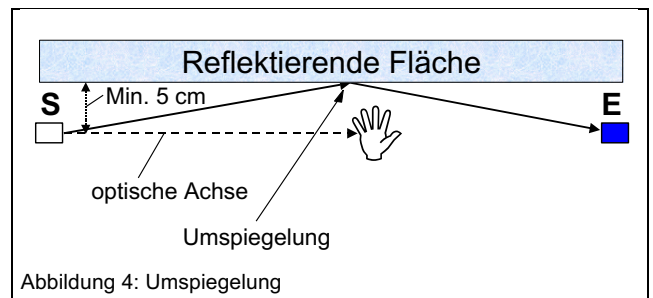 Reflektierende Fläche
S
Min. 5 cm
E
optische Achse
Umspiegelung
Abbildung 4: Umspiegelung